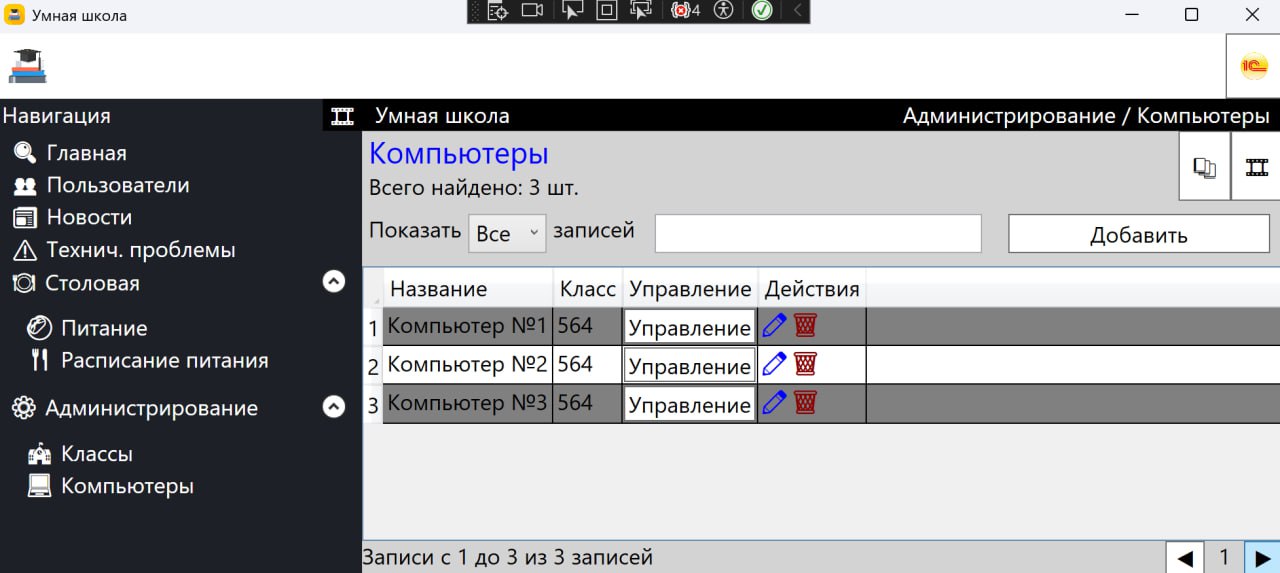 Умная школа
4
1С
Навигация
Умная школа
Администрирование / Компьютеры
Главная
Пользователи
Новости
Технич. проблемы
Столовая
Питание
Расписание питания
Администрирование
Классы
Компьютеры
Компьютеры
Всего найдено: 3 шт.
Показать Все записей
Добавить
Название Класс Управление Действия
1 Компьютер №1 564 Управление
2 Компьютер №2 564 Управление
3 Компьютер №3 564 Управление
Записи с 1 до 3 из 3 записей
1